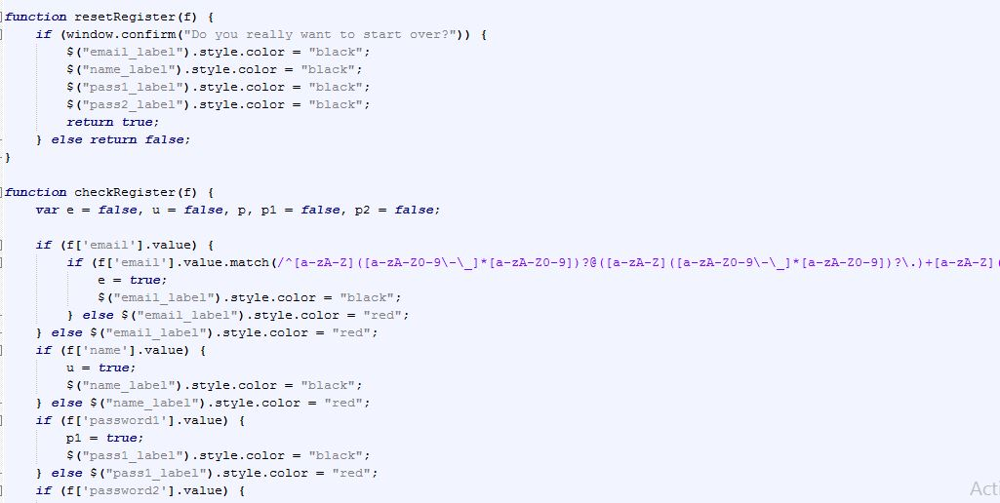 function resetRegister(f) {
    if (window.confirm("Do you really want to start over?")) {
        $("email_label").style.color = "black";
        $("name_label").style.color = "black";
        $("pass1_label").style.color = "black";
        $("pass2_label").style.color = "black";
        return true;
    } else return false;
}
function checkRegister(f) {
    var e = false, u = false, p, p1 = false, p2 = false;
    if (f['email'].value) {
        if (f['email'].value.match(/^[a-zA-Z]([a-zA-Z0-9\-\_]*[a-zA-Z0-9])?@([a-zA-Z]([a-zA-Z0-9\-\_]*[a-zA-Z0-9])?\.)+[a-zA-Z](
            e = true;
            $("email_label").style.color = "black";
        } else $("email_label").style.color = "red";
    } else $("email_label").style.color = "red";
    if (f['name'].value) {
        u = true;
        $("name_label").style.color = "black";
    } else $("name_label").style.color = "red";
    if (f['password1'].value) {
        p1 = true;
        $("pass1_label").style.color = "black";
    } else $("pass1_label").style.color = "red";
    if (f['password2'].value) {
Acti